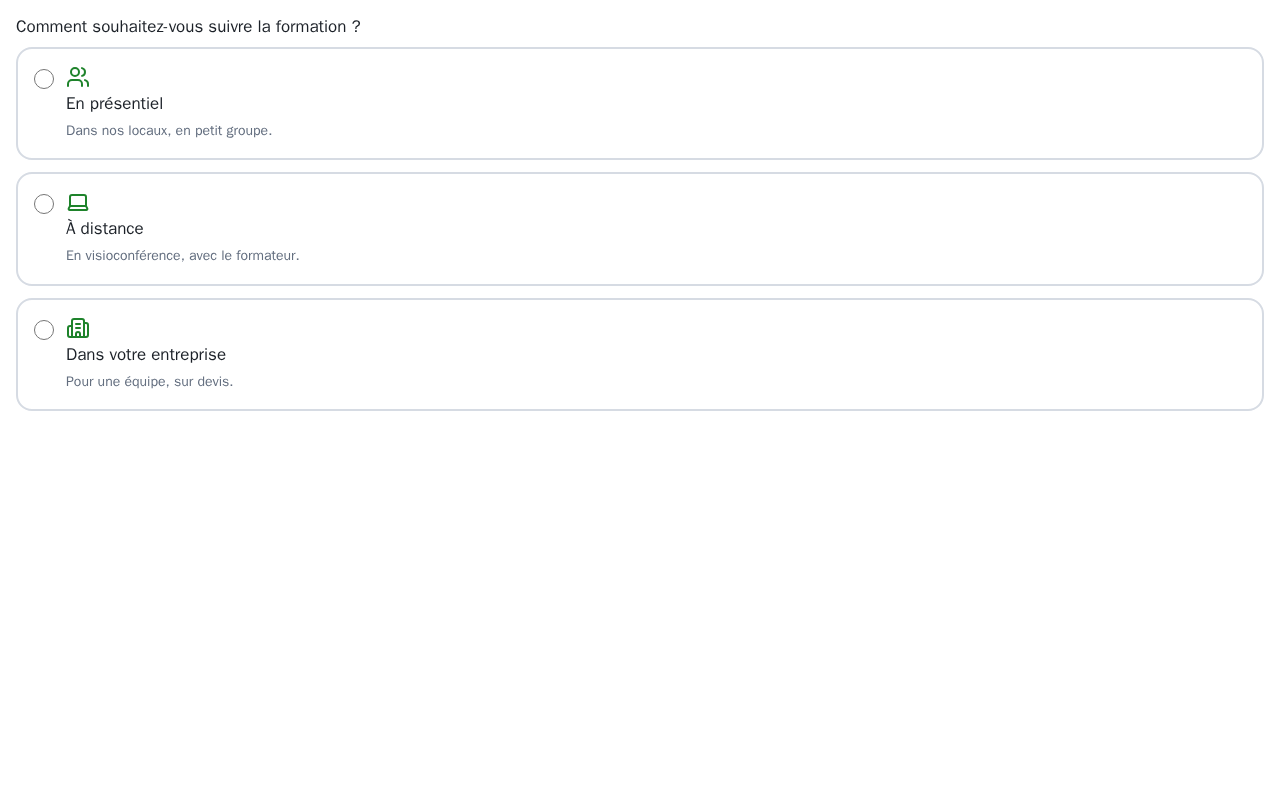 Comment souhaitez-vous suivre la formation ?
En présentiel
Dans nos locaux, en petit groupe.
À distance
En visioconférence, avec le formateur.
Dans votre entreprise
Pour une équipe, sur devis.